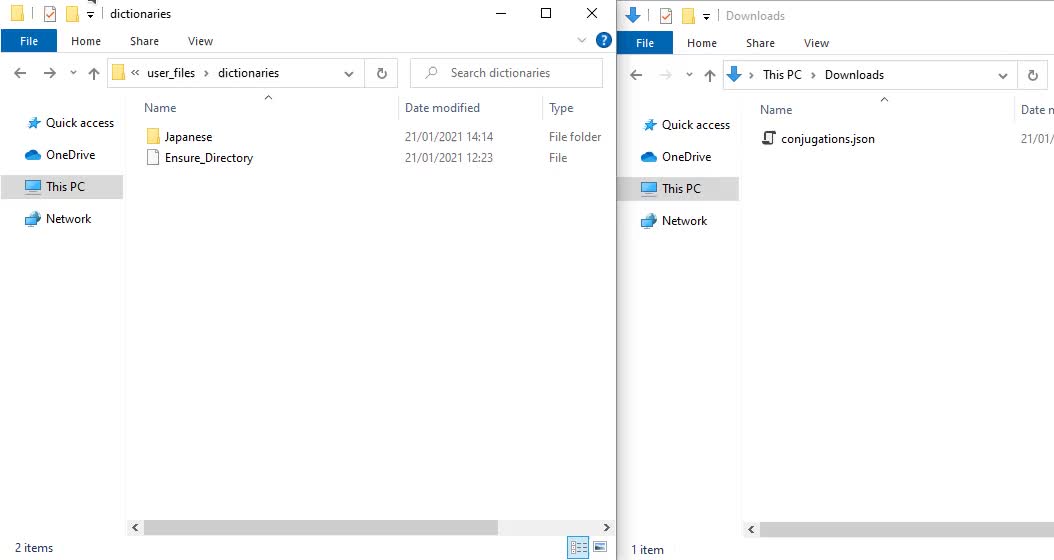 dictionaries
File Home Share View
« user_files › dictionaries
Search dictionaries
Name Date modified Type
Quick access
OneDrive
This PC
Network
Japanese 21/01/2021 14:14 File folder
Ensure_Directory 21/01/2021 12:23 File
2 items
Downloads
File Home Share View
› This PC › Downloads
Name Date
Quick access
OneDrive
This PC
Network
conjugations.json 21/01/
1 item